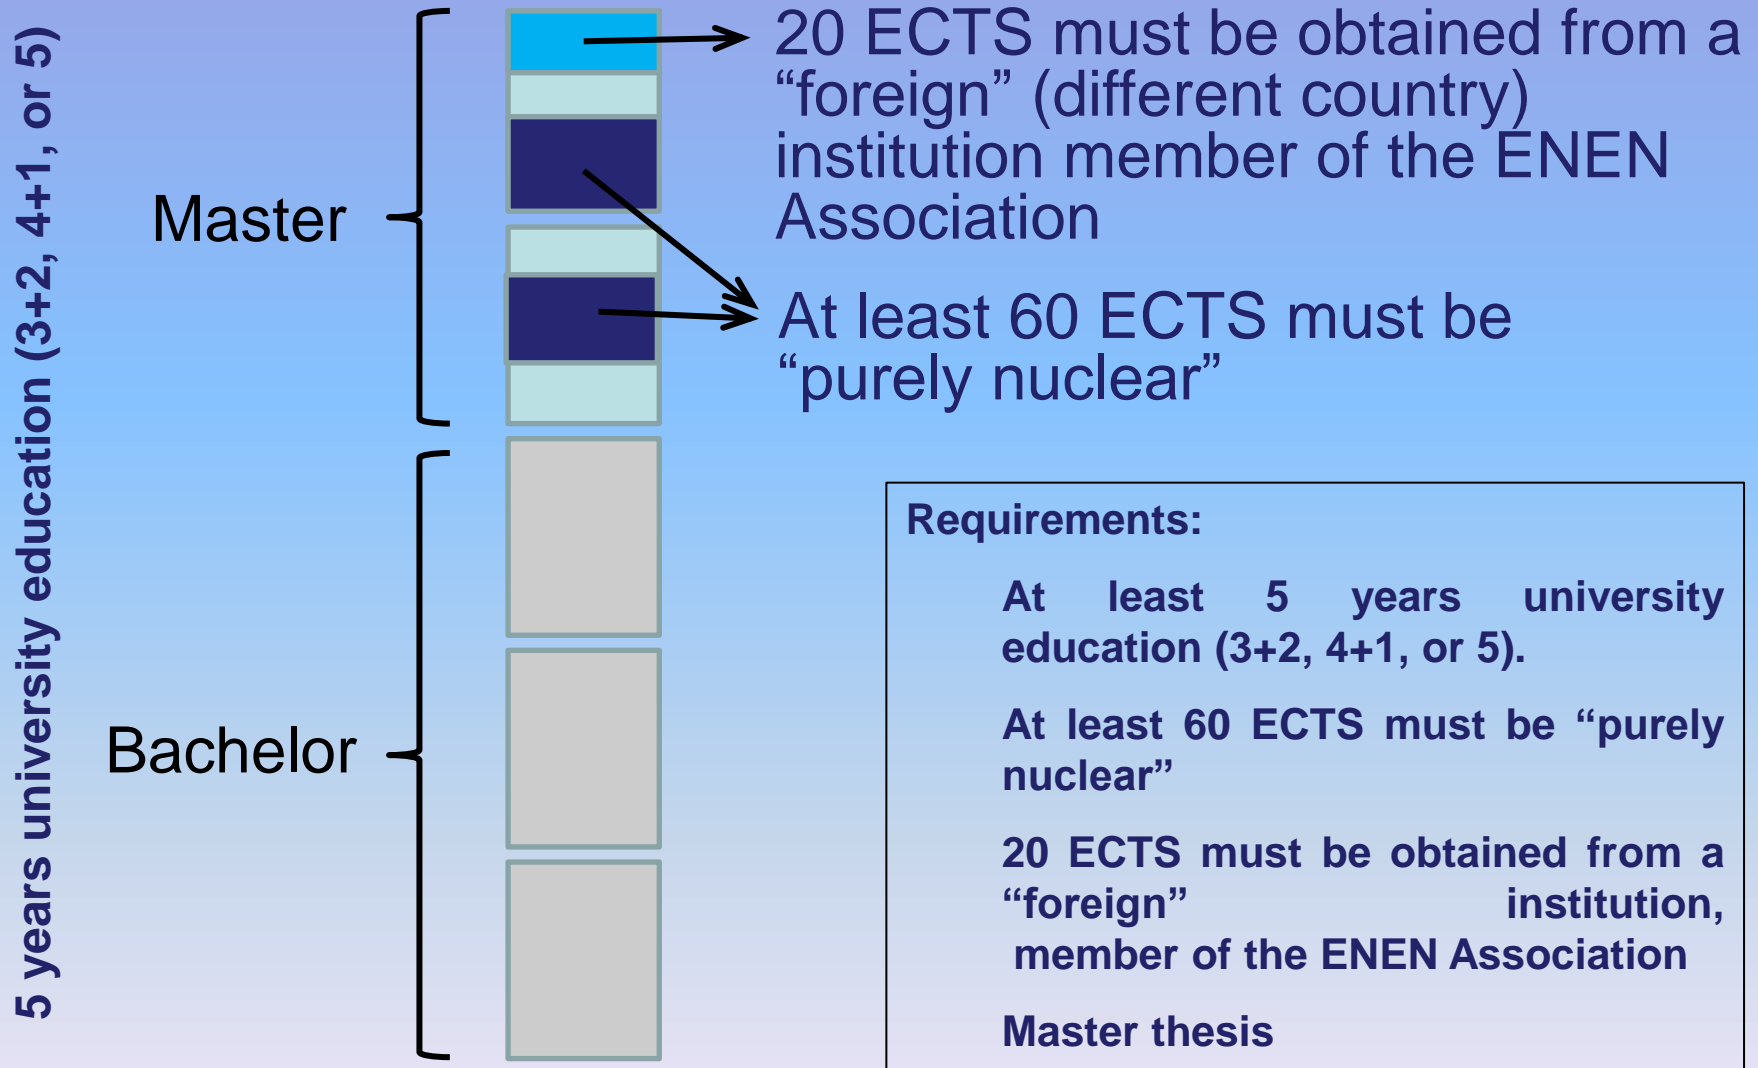 5 years university education (3+2, 4+1, or 5)
Master
Bachelor
20 ECTS must be obtained from a
“foreign” (different country)
institution member of the ENEN
Association
At least 60 ECTS must be
“purely nuclear”
Requirements:
At least 5 years university
education (3+2, 4+1, or 5).
At least 60 ECTS must be “purely
nuclear”
20 ECTS must be obtained from a
“foreign” institution,
member of the ENEN Association
Master thesis